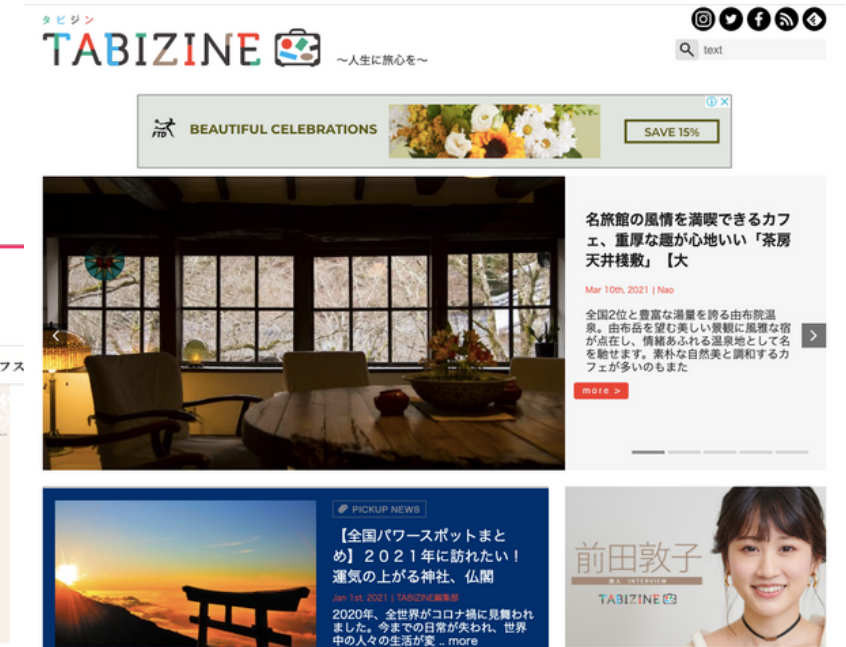 タビジン
TABIZINE
〜人生に旅心を〜
text
FTD
BEAUTIFUL CELEBRATIONS
SAVE 15%
名旅館の風情を満喫できるカフ
ェ、重厚な趣が心地いい「茶房
天井棧敷」【大
Mar 10th, 2021 | Nao
全国2位と豊富な湯量を誇る由布院温
泉。由布岳を望む美しい景観に風雅な宿
が点在し、情緒あふれる温泉地として名
を馳せます。素朴な自然美と調和するカ
フェが多いのもまた
more >
フス
PICKUP NEWS
【全国パワースポットまと
め】２０２１年に訪れたい！
運気の上がる神社、仏閣
Jan 1st, 2021 | TABIZINE編集部
2020年、全世界がコロナ禍に見舞われ
ました。今までの日常が失われ、世界
中の人々の生活が変 .. more
前田敦子
旅人 INTERVIEW
TABIZINE